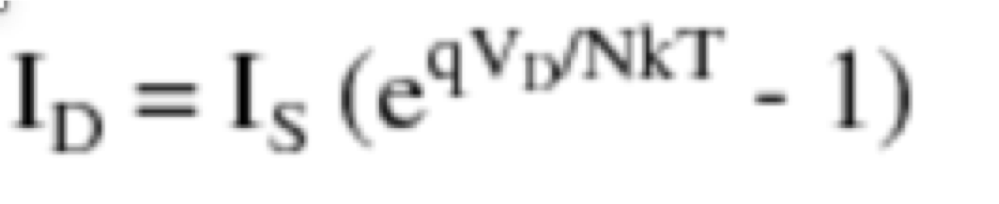 I_D = I_S (e^{qV_D/NkT} - 1)